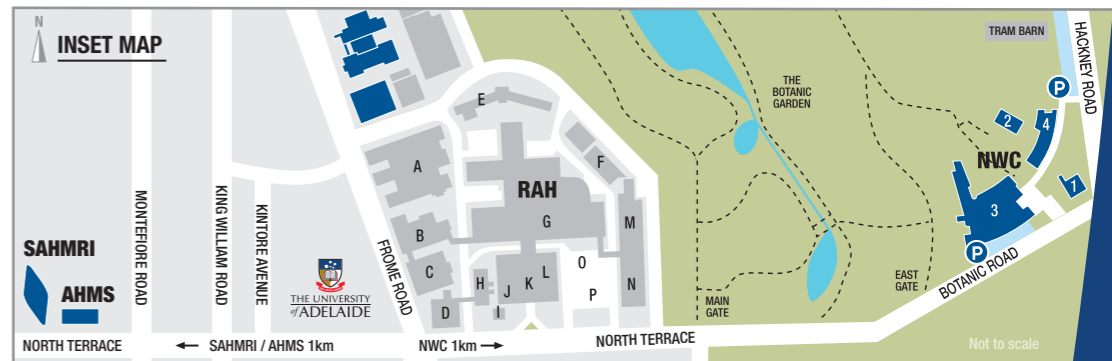 N
INSET MAP
TRAM BARN
HACKNEY ROAD
P
THE
BOTANIC
GARDEN
E
2
4
NWC
1
3
A
F
RAH
G
M
B
C
H
J
K
L
I
D
O
P
N
MONTEFIORE ROAD
KING WILLIAM ROAD
KINTORE AVENUE
FROME ROAD
SAHMRI
AHMS
THE UNIVERSITY
of ADELAIDE
MAIN
GATE
EAST
GATE
P
BOTANIC ROAD
NORTH TERRACE
← SAHMRI / AHMS 1km
NWC 1km →
NORTH TERRACE
Not to scale